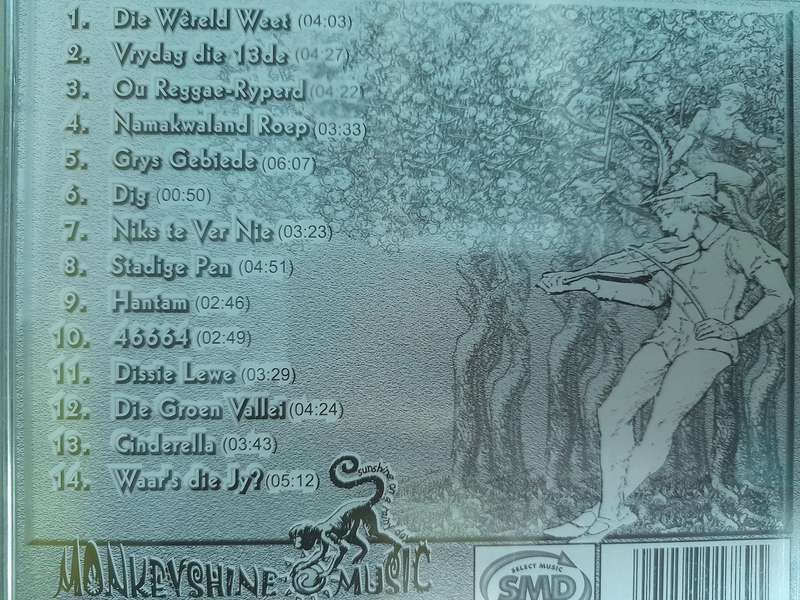 1. Die Wêreld Weet (04:03)
2. Vrydag die 13de (04:27)
3. Ou Reggae-Ryperd (04:22)
4. Namakwaland Roep (03:33)
5. Grys Gebiede (06:07)
6. Dig (00:50)
7. Niks te Ver Nie (03:23)
8. Stadige Pen (04:51)
9. Hantam (02:46)
10. 46664 (02:49)
11. Dissie Lewe (03:29)
12. Die Groen Vallei (04:24)
13. Cinderella (03:43)
14. Waar's die Jy? (05:12)
sunshine on a
MONKEYSHINE MUSIC
SELECT MUSIC
SMD